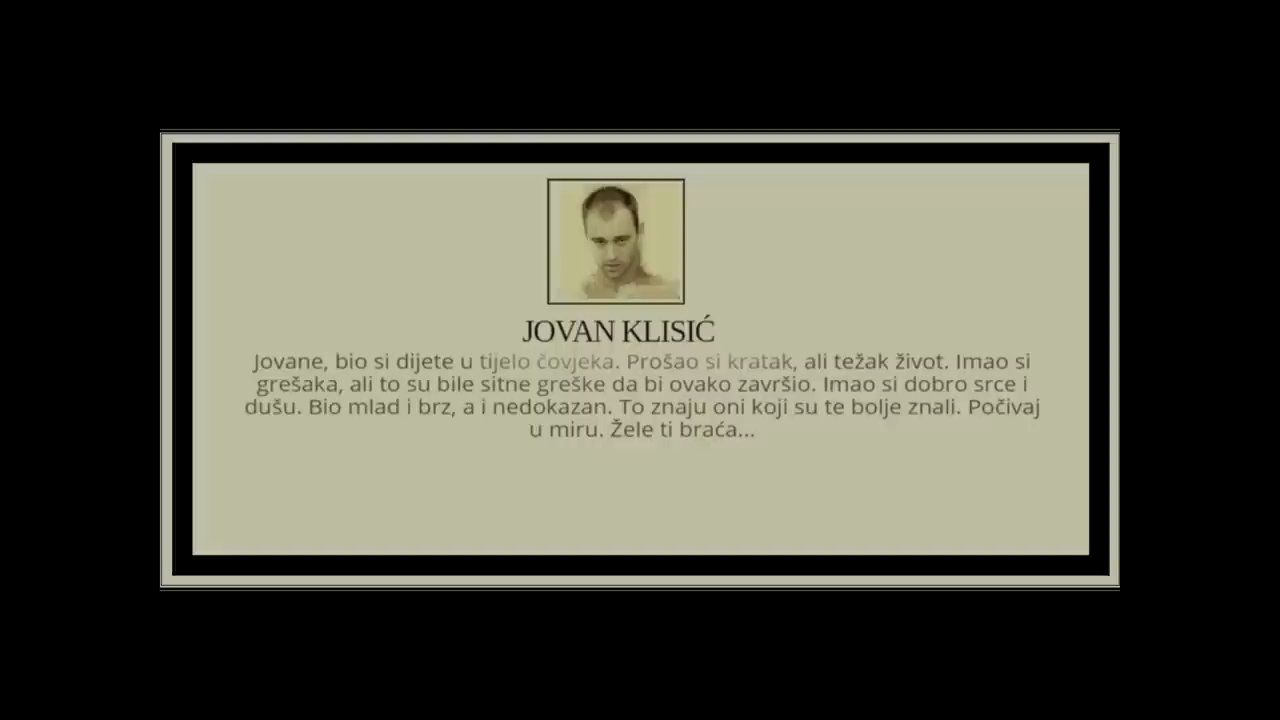 JOVAN KLISIĆ
Jovane, bio si dijete u tijelo čovjeka. Prošao si kratak, ali težak život. Imao si
grešaka, ali to su bile sitne greške da bi ovako završio. Imao si dobro srce i
dušu. Bio mlad i brz, a i nedokazan. To znaju oni koji su te bolje znali. Počivaj
u miru. Žele ti braća...